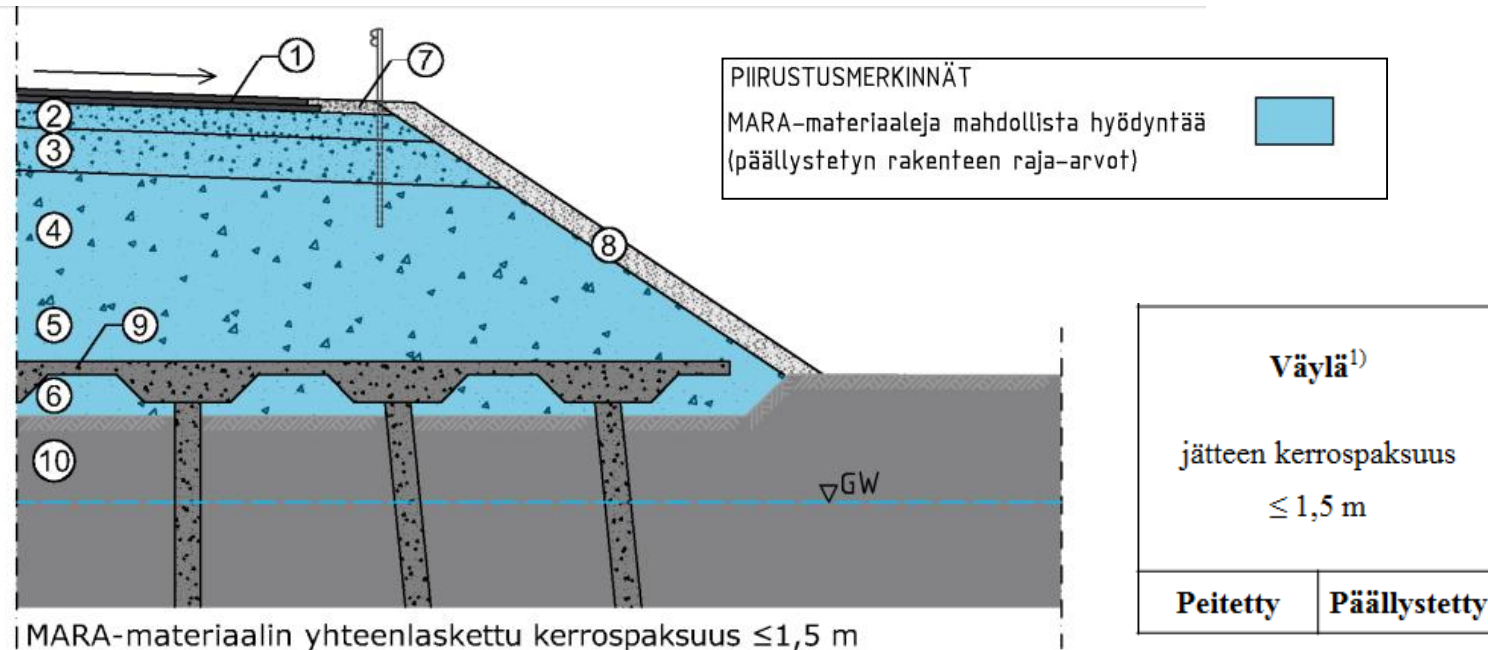 1
7
2
3
4
8
5
9
6
10
GW
MARA-materiaalin yhteenlaskettu kerrospaksuus ≤1,5 m
PIIRUSTUSMERKINNÄT
MARA-materiaaleja mahdollista hyödyntää
(päällystetyn rakenteen raja-arvot)
Väylä¹⁾
jätteen kerrospaksuus
≤ 1,5 m
Peitetty Päällystetty